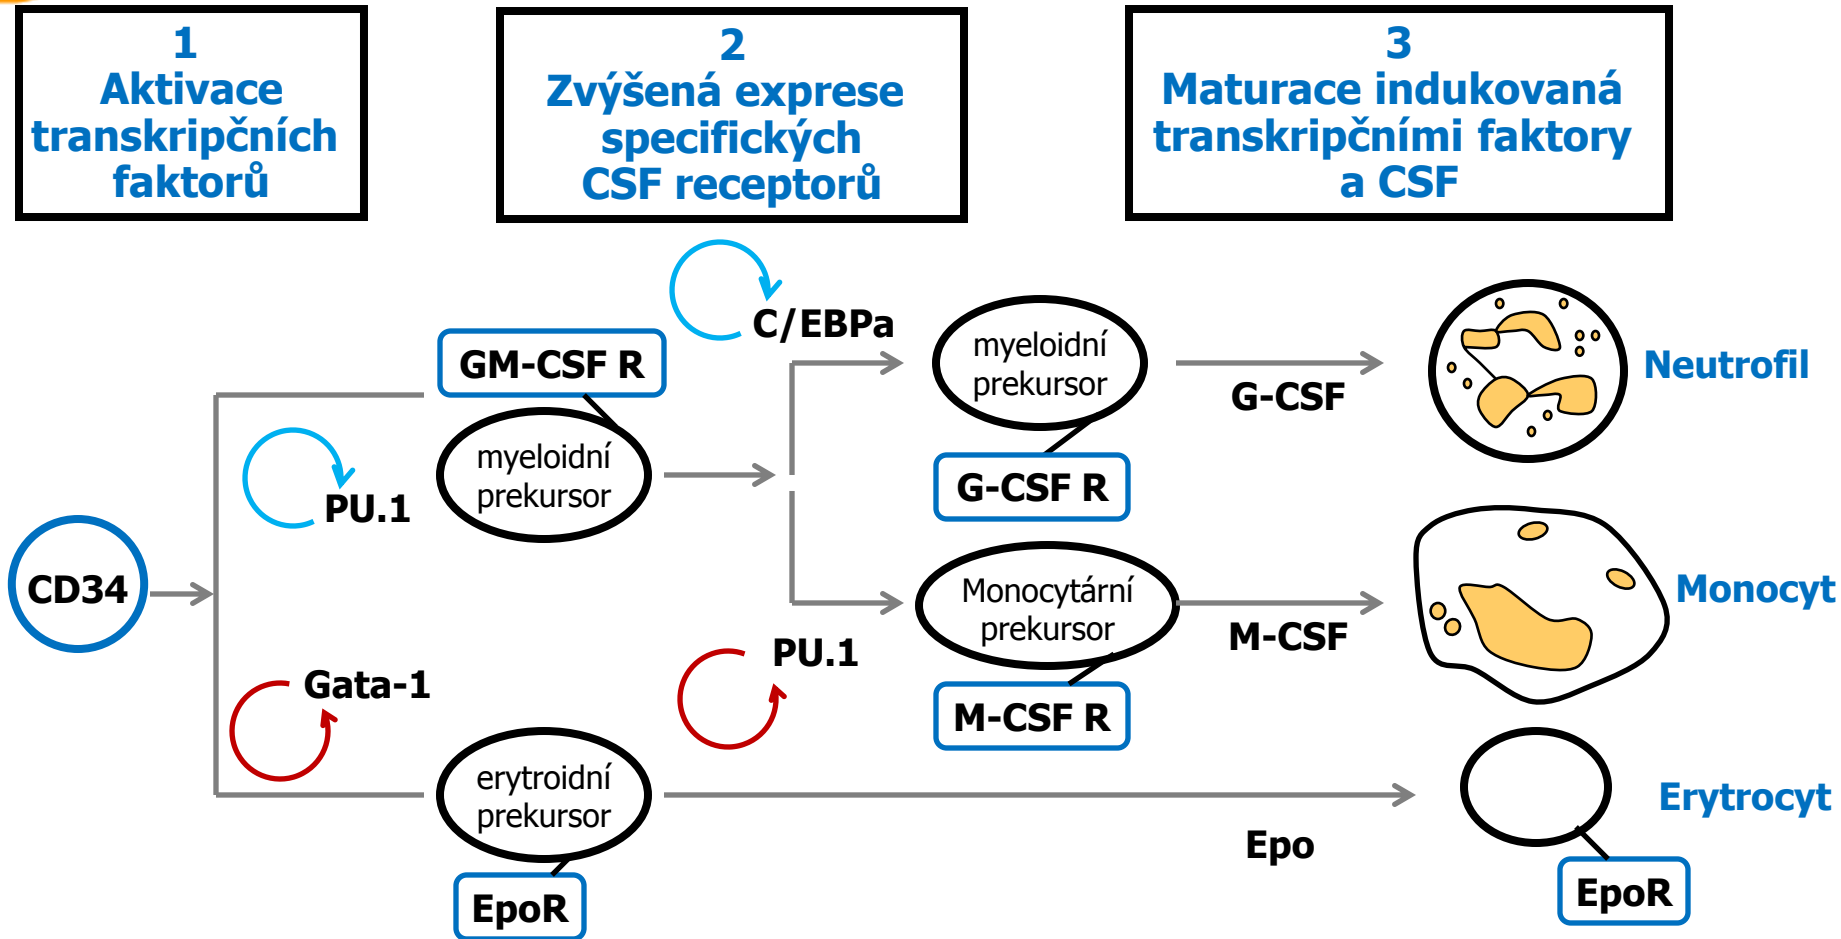 1
Aktivace
transkripčních
faktorů
2
Zvýšená exprese
specifických
CSF receptorů
3
Maturace indukovaná
transkripčními faktory
a CSF
C/EBPa
GM-CSF R
myeloidní
prekursor
PU.1
CD34
myeloidní
prekursor
G-CSF R
G-CSF
Neutrofil
Monocytární
prekursor
PU.1
M-CSF R
M-CSF
Monocyt
Gata-1
erytroidní
prekursor
EpoR
Epo
Erytrocyt
EpoR